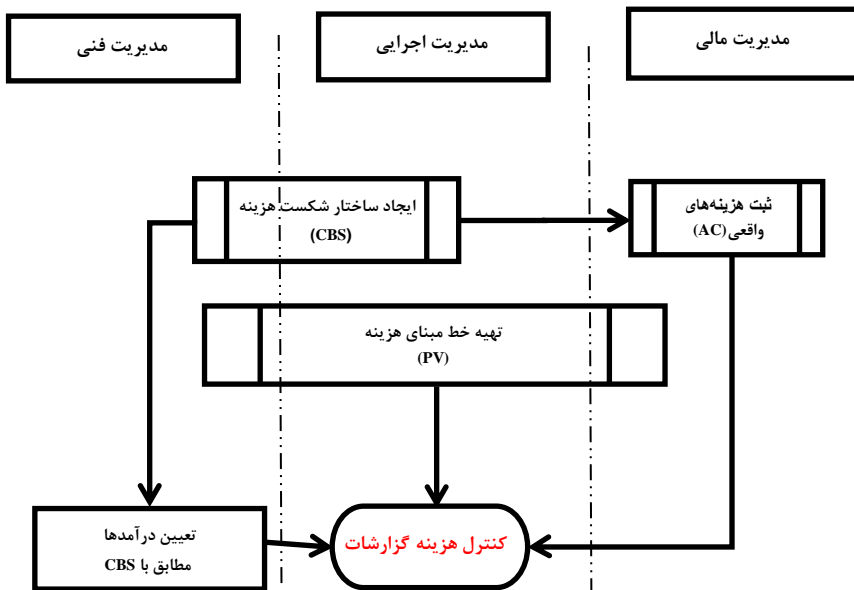 مدیریت مالی
مدیریت اجرایی
مدیریت فنی
ثبت هزینه‌های
واقعی(AC)
ایجاد ساختار شکست هزینه
(CBS)
تهیه خط مبنای هزینه
(PV)
کنترل هزینه گزارشات
تعیین درآمدها
مطابق با CBS